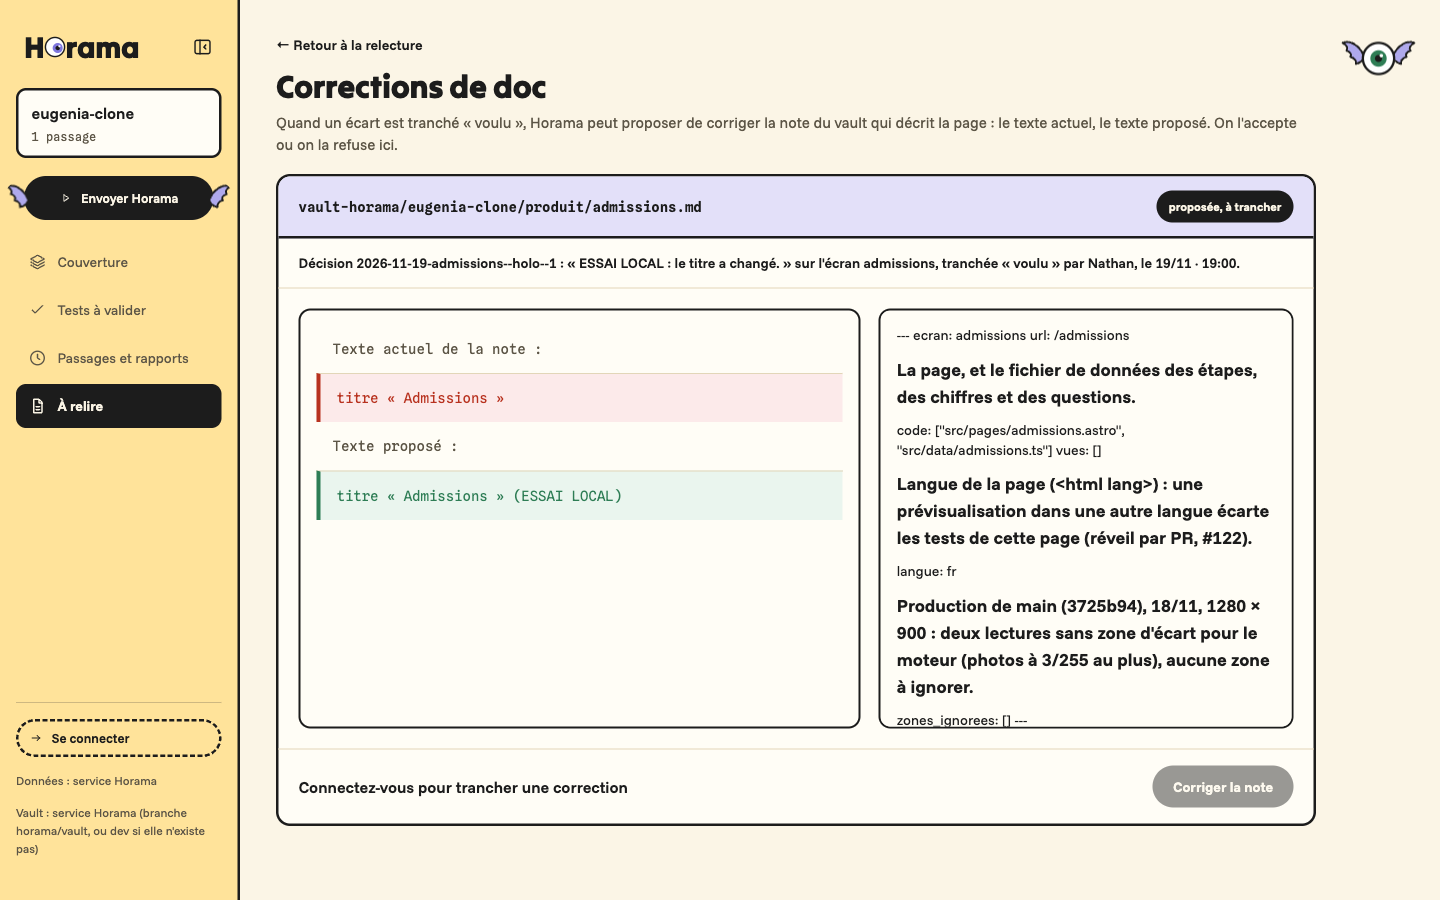 Horama
eugenia-clone
1 passage
Envoyer Horama
Couverture
Tests à valider
Passages et rapports
À relire
Se connecter
Données : service Horama
Vault : service Horama (branche
horama/vault, ou dev si elle n'existe
pas)
← Retour à la relecture
Corrections de doc
Quand un écart est tranché « voulu », Horama peut proposer de corriger la note du vault qui décrit la page : le texte actuel, le texte proposé. On l'accepte
ou on la refuse ici.
vault-horama/eugenia-clone/produit/admissions.md
proposée, à trancher
Décision 2026-11-19-admissions--holo--1 : « ESSAI LOCAL : le titre a changé. » sur l'écran admissions, tranchée « voulu » par Nathan, le 19/11 · 19:00.
Texte actuel de la note :
titre « Admissions »
Texte proposé :
titre « Admissions » (ESSAI LOCAL)
--- ecran: admissions url: /admissions
La page, et le fichier de données des étapes,
des chiffres et des questions.
code: ["src/pages/admissions.astro",
"src/data/admissions.ts"] vues: []
Langue de la page (<html lang>) : une
prévisualisation dans une autre langue écarte
les tests de cette page (réveil par PR, #122).
langue: fr
Production de main (3725b94), 18/11, 1280 ×
900 : deux lectures sans zone d'écart pour le
moteur (photos à 3/255 au plus), aucune zone
à ignorer.
zones_ignorees: [] ---
Connectez-vous pour trancher une correction
Corriger la note